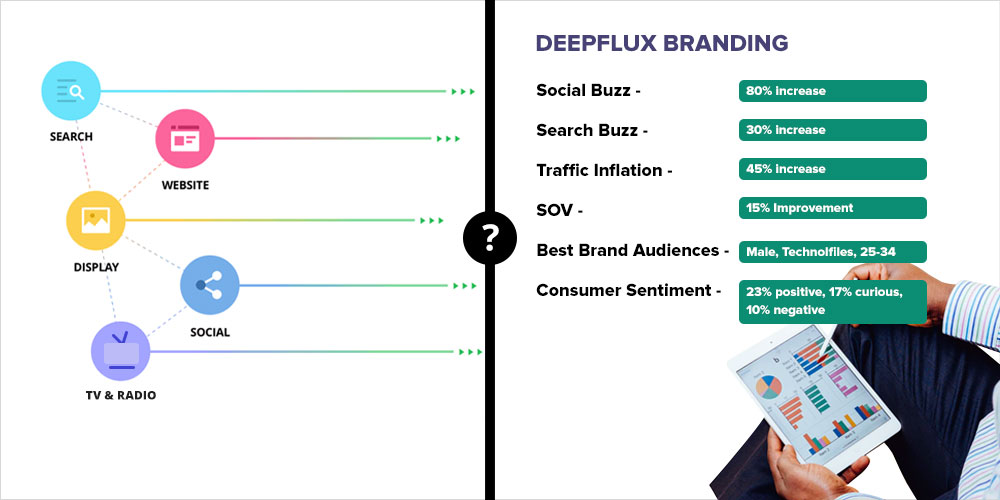 SEARCH
WEBSITE
DISPLAY
SOCIAL
TV & RADIO
?
DEEPFLUX BRANDING
Social Buzz - 80% increase
Search Buzz - 30% increase
Traffic Inflation - 45% increase
SOV - 15% Improvement
Best Brand Audiences - Male, Technolfiles, 25-34
Consumer Sentiment - 23% positive, 17% curious,
10% negative